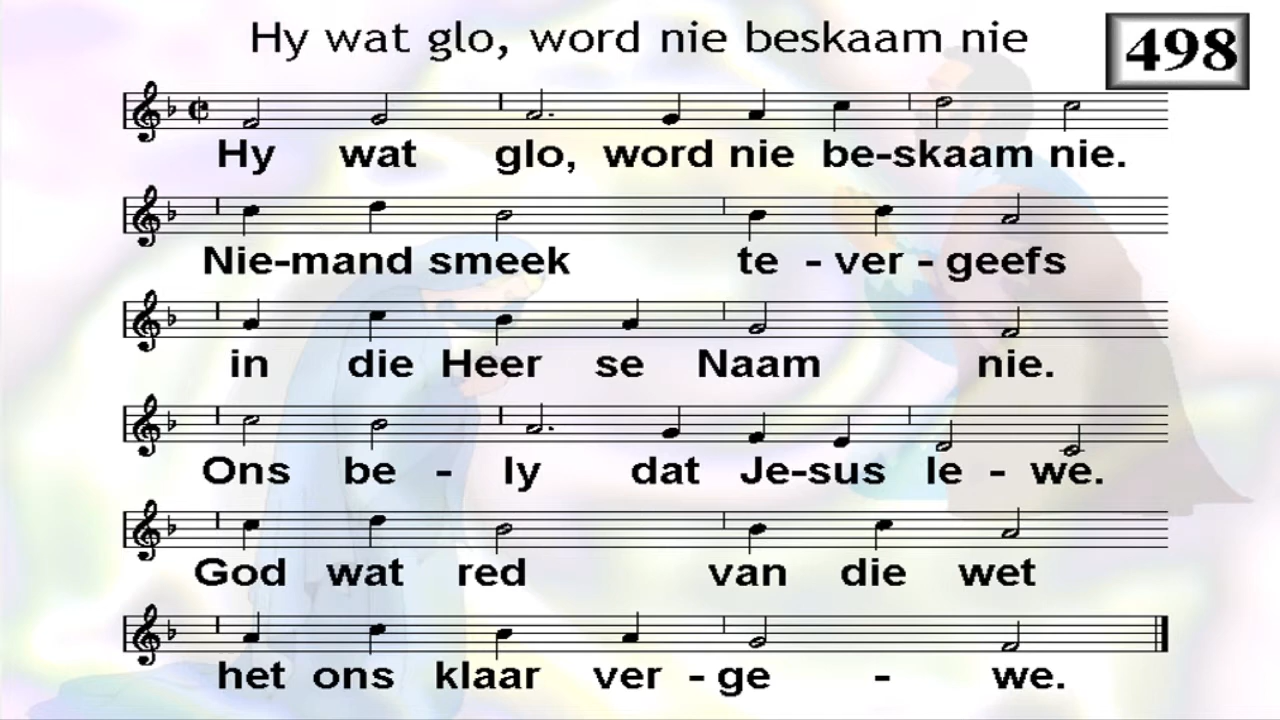 Hy wat glo, word nie beskaam nie
498
Hy wat glo, word nie be-skaam nie.
Nie-mand smeek te - ver - geefs
in die Heer se Naam nie.
Ons be - ly dat Je-sus le - we.
God wat red van die wet
het ons klaar ver - ge - we.